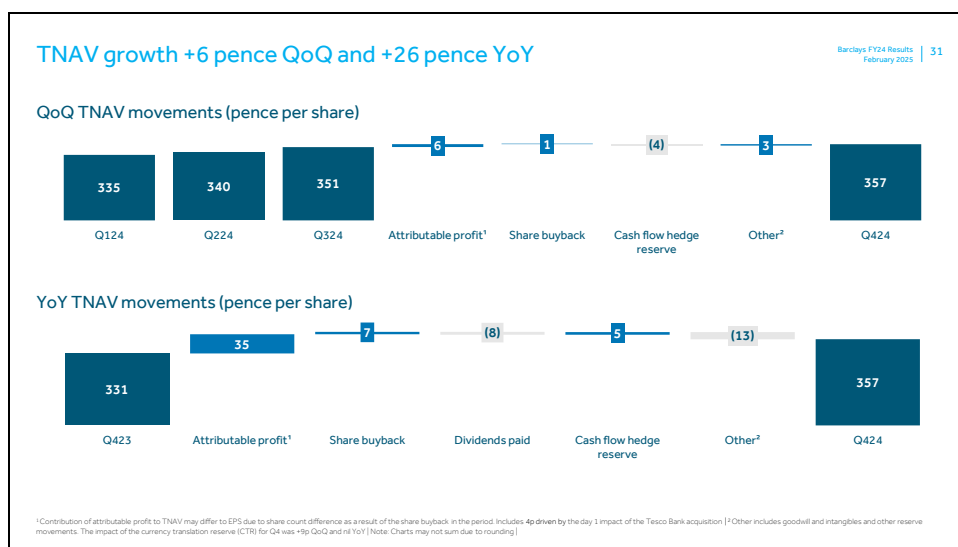 TNAV growth +6 pence QoQ and +26 pence YoY
Barclays FY24 Results
February 2025
31
QoQ TNAV movements (pence per share)
335
340
351
6
1
(4)
3
357
Q124
Q224
Q324
Attributable profit¹
Share buyback
Cash flow hedge
reserve
Other²
Q424
YoY TNAV movements (pence per share)
331
35
7
(8)
5
(13)
357
Q423
Attributable profit¹
Share buyback
Dividends paid
Cash flow hedge
reserve
Other²
Q424
¹ Contribution of attributable profit to TNAV may differ to EPS due to share count difference as a result of the share buyback in the period. Includes 4p driven by the day 1 impact of the Tesco Bank acquisition | ² Other includes goodwill and intangibles and other reserve
movements. The impact of the currency translation reserve (CTR) for Q4 was +9p QoQ and nil YoY | Note: Charts may not sum due to rounding |